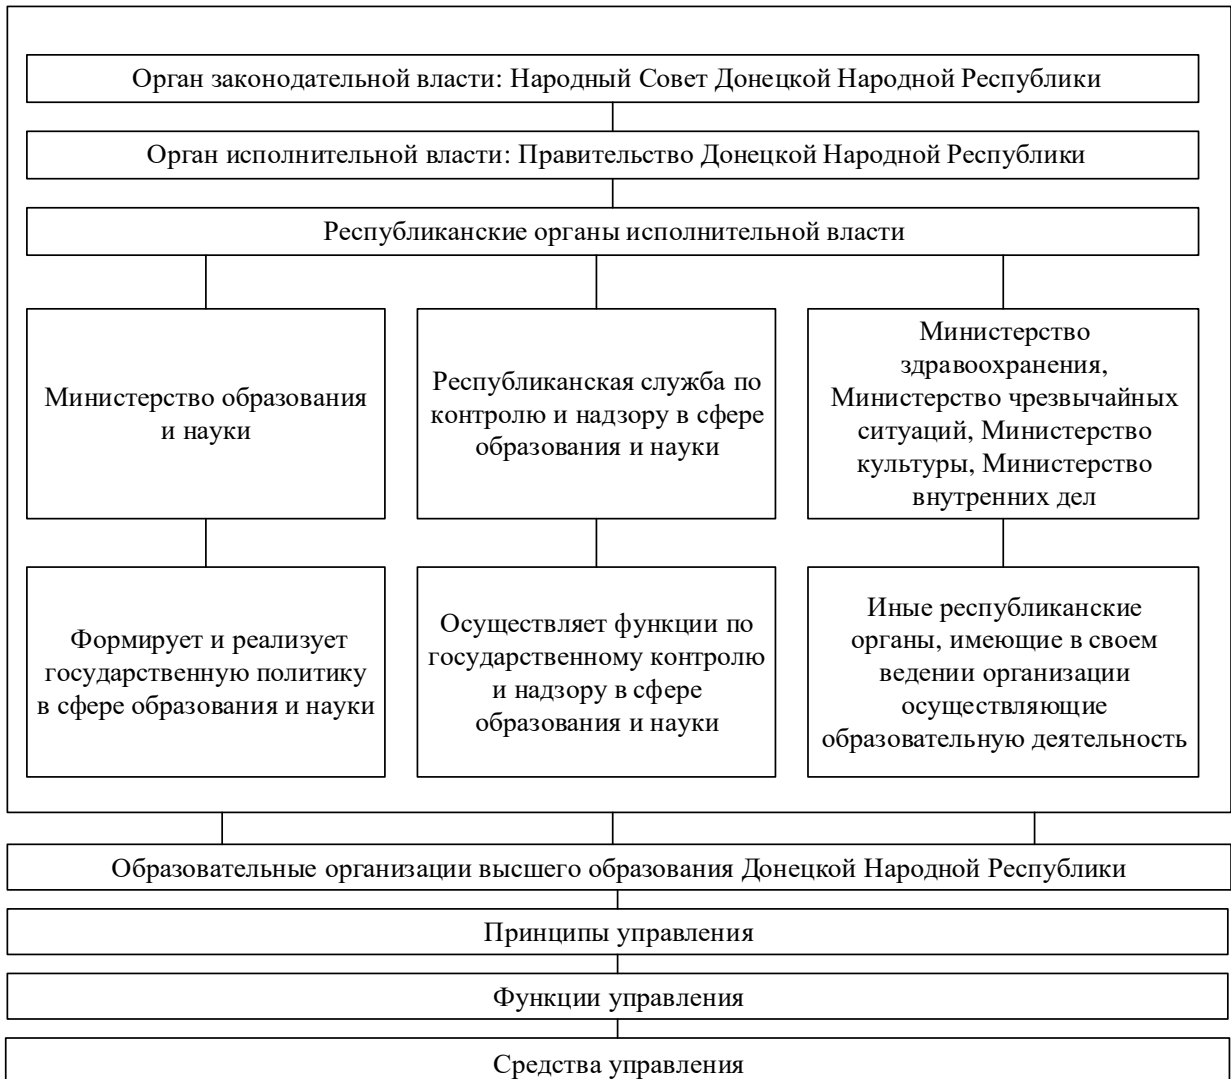 Орган законодательной власти: Народный Совет Донецкой Народной Республики
Орган исполнительной власти: Правительство Донецкой Народной Республики
Республиканские органы исполнительной власти
Министерство образования
и науки
Республиканская служба по
контролю и надзору в сфере
образования и науки
Министерство
здравоохранения,
Министерство чрезвычайных
ситуаций, Министерство
культуры, Министерство
внутренних дел
Формирует и реализует
государственную политику
в сфере образования и науки
Осуществляет функции по
государственному контролю
и надзору в сфере
образования и науки
Иные республиканские
органы, имеющие в своем
ведении организации
осуществляющие
образовательную деятельность
Образовательные организации высшего образования Донецкой Народной Республики
Принципы управления
Функции управления
Средства управления